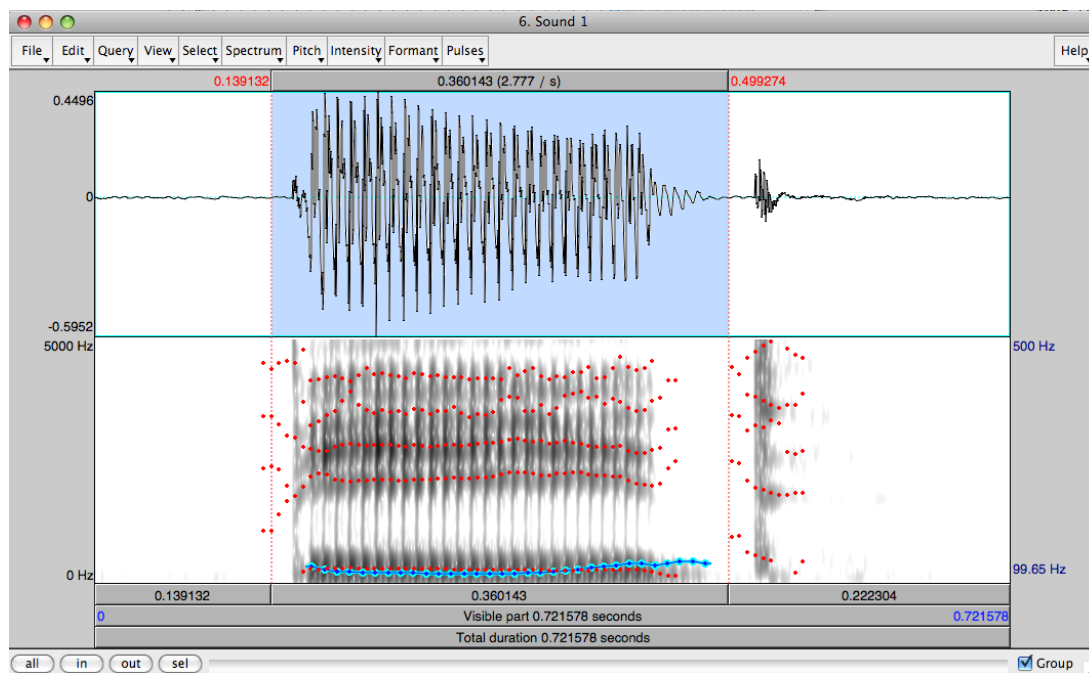 6. Sound 1
File Edit Query View Select Spectrum Pitch Intensity Formant Pulses Help
0.139132 0.360143 (2.777 / s) 0.499274
0.4496
0
-0.5952
5000 Hz 500 Hz
0 Hz 99.65 Hz
0.139132 0.360143 0.222304
0 Visible part 0.721578 seconds 0.721578
Total duration 0.721578 seconds
all in out sel Group